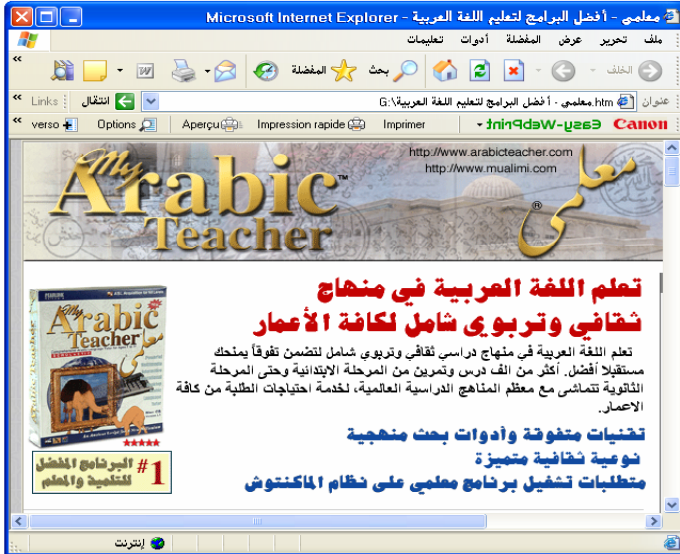 معلمي - أفضل البرامج لتعليم اللغة العربية - Microsoft Internet Explorer
ملف تحرير عرض المفضلة أدوات تعليمات
الخلف بحث المفضلة
عنوان G:\معلمي - أفضل البرامج لتعليم اللغة العربية.htm انتقال Links
Canon Easy-WebPrint Imprimer Impression rapide Aperçu Options verso
http://www.arabicteacher.com
http://www.mualimi.com
My Arabic Teacher™
معلمي®
تعلم اللغة العربية في منهاج
ثقافي وتربوي شامل لكافة الأعمار
تعلم اللغة العربية في منهاج دراسي ثقافي وتربوي شامل لتضمن تفوقاً يمنحك
مستقبلا أفضل. أكثر من الف درس وتمرين من المرحلة الابتدائية وحتى المرحلة
الثانوية تتماشى مع معظم المناهج الدراسية العالمية، لخدمة احتياجات الطلبة من كافة
الاعمار.
تقنيات متفوقة وأدوات بحث منهجية
نوعية ثقافية متميزة
متطلبات تشغيل برنامج معلمي على نظام الماكنتوش
My Arabic Teacher
معلمي
#1 البرنامج المفضل
للتلميذ والمعلم
إنترنت